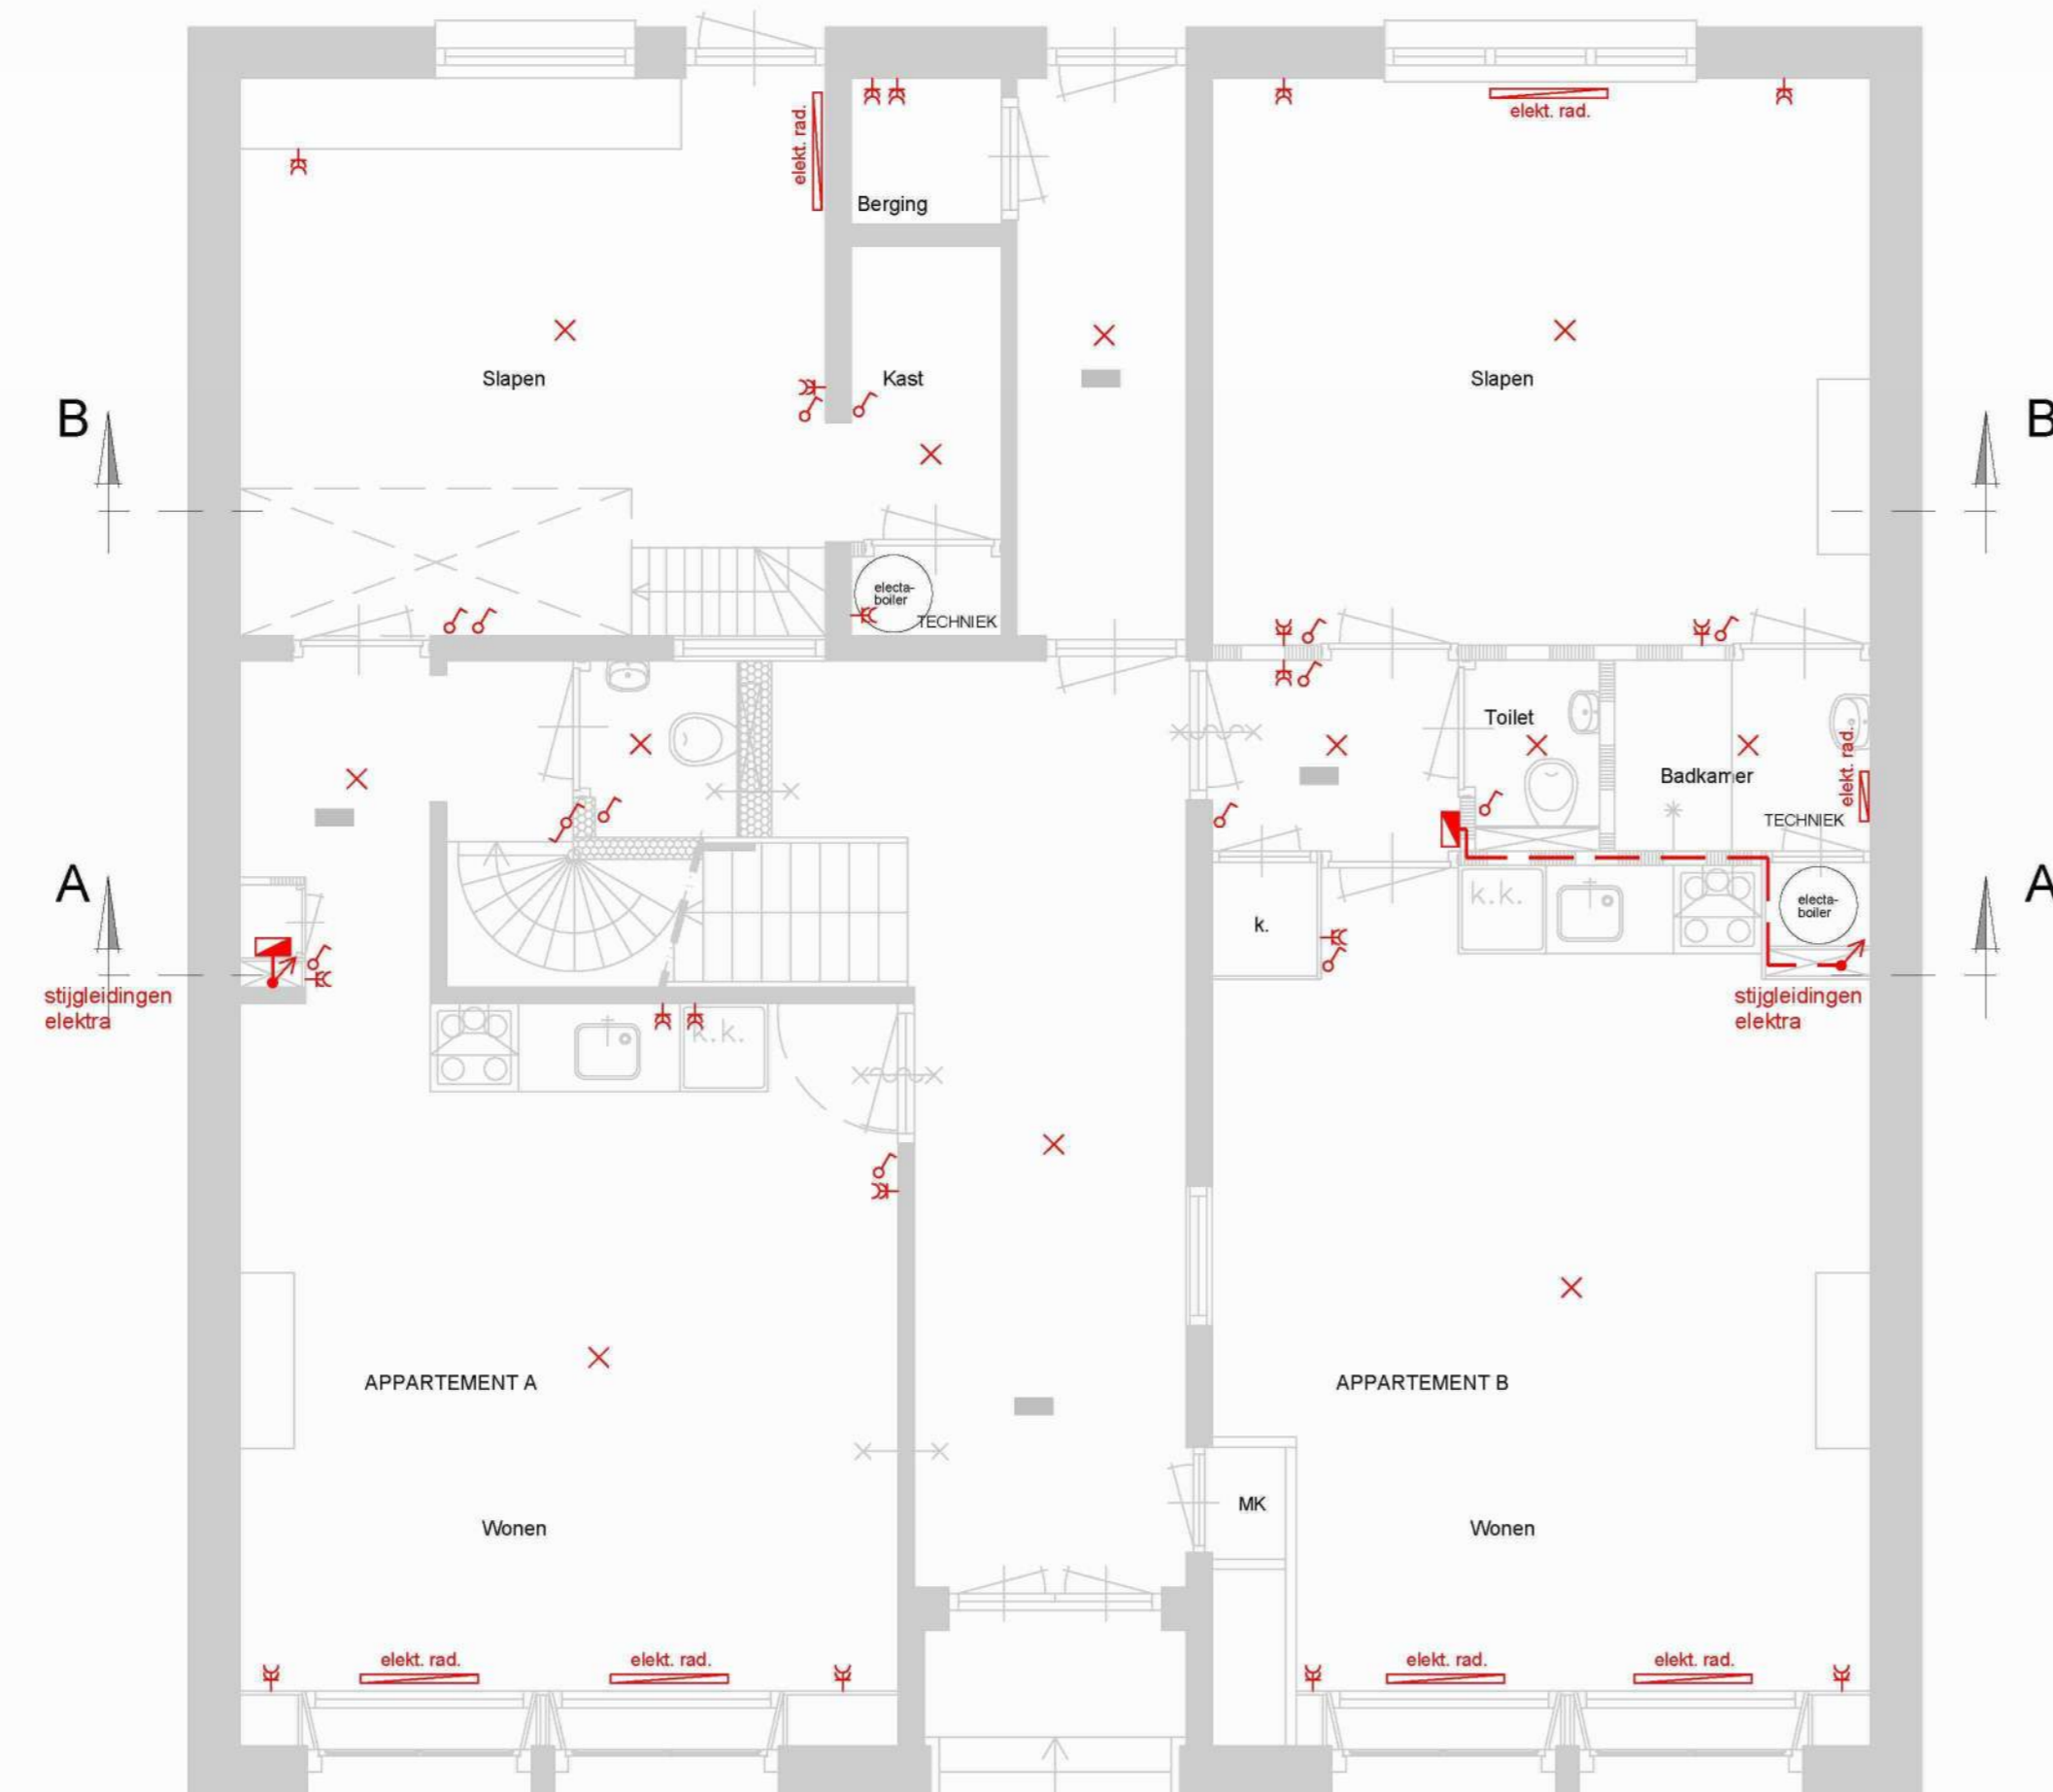 elekt. rad.
elekt. rad.
Berging
Slapen
Kast
Slapen
B
B
electa-
boiler
TECHNIEK
Toilet
Badkamer
elekt. rad.
TECHNIEK
A
A
k.k.
electa-
boiler
k.
stijgleidingen
elektra
stijgleidingen
elektra
k.k.
APPARTEMENT A
APPARTEMENT B
MK
Wonen
Wonen
elekt. rad.
elekt. rad.
elekt. rad.
elekt. rad.